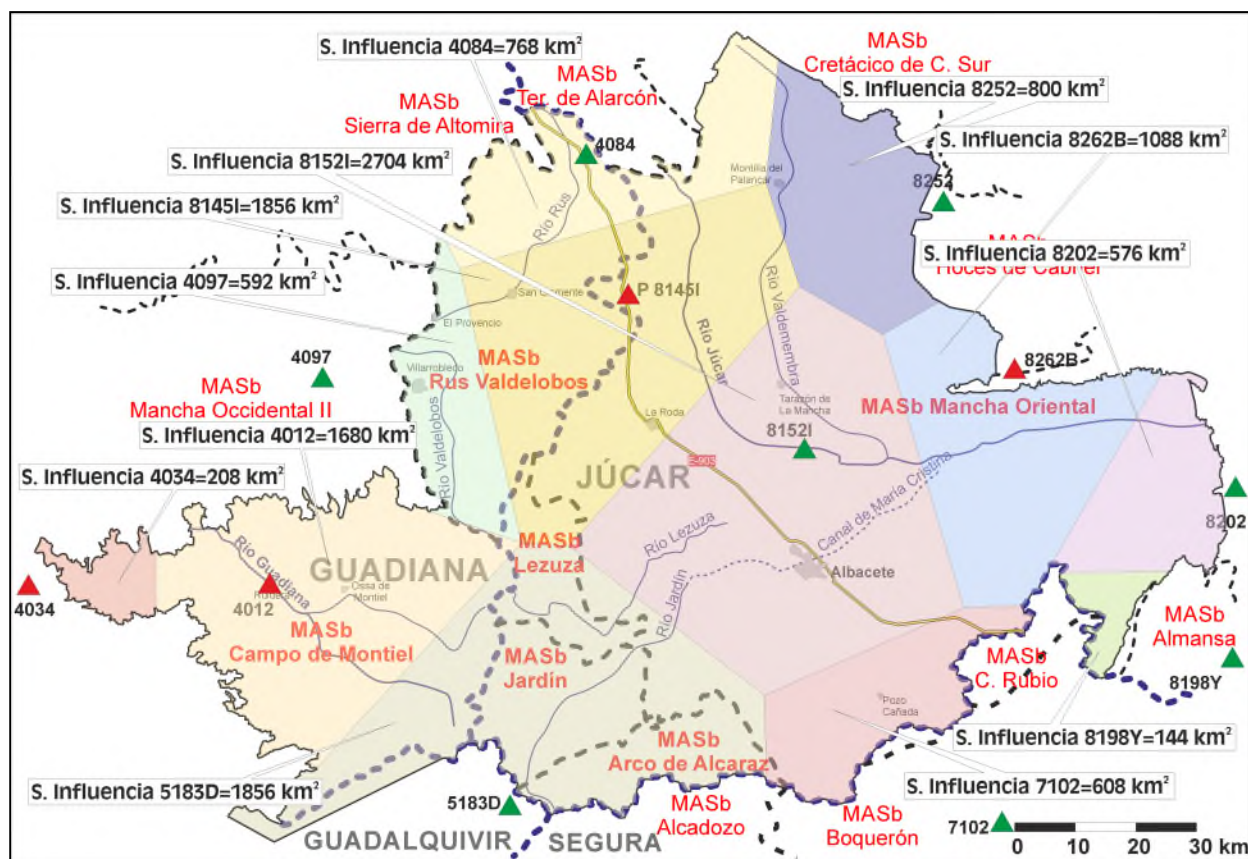 S. Influencia 4084=768 km²
MASb
Cretácico de C. Sur
MASb
Ter. de Alarcón
S. Influencia 8252=800 km²
MASb
Sierra de Altomira
S. Influencia 8262B=1088 km²
4084
S. Influencia 8152I=2704 km²
Montilla del
Palancar
8252
S. Influencia 8145I=1856 km²
Río Rus
S. Influencia 8202=576 km²
Hoces de Cabriel
S. Influencia 4097=592 km²
San Clemente
P 8145I
Río Valdemembra
El Provencio
Río Júcar
4097
MASb
Rus Valdelobos
Villarrobledo
8262B
MASb
Mancha Occidental II
Tarazón de
La Mancha
MASb Mancha Oriental
S. Influencia 4012=1680 km²
La Roda
8152I
Río Valdelobos
E-903
S. Influencia 4034=208 km²
JÚCAR
Canal de María Cristina
8202
Río Lezuza
MASb
Lezuza
GUADIANA
Río Guadiana
Albacete
4034
Ossa de
Montiel
4012
Río Jardín
MASb
Almansa
MASb
Campo de Montiel
MASb
Jardín
MASb
C. Rubio
8198Y
Pozo
Cañada
S. Influencia 8198Y=144 km²
MASb
Arco de Alcaraz
S. Influencia 5183D=1856 km²
S. Influencia 7102=608 km²
5183D
MASb
Alcadozo
MASb
Boquerón
GUADALQUIVIR
SEGURA
7102
0 10 20 30 km